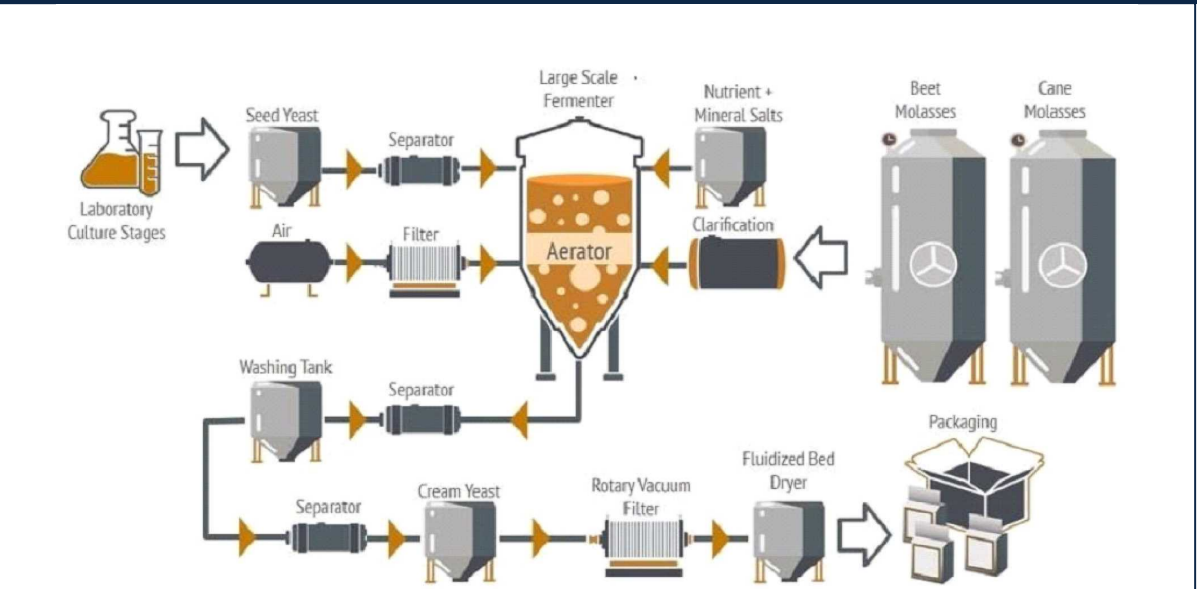 Large Scale
Fermenter
Nutrient +
Mineral Salts
Beet
Molasses
Cane
Molasses
Seed Yeast
Separator
Laboratory
Culture Stages
Air
Filter
Aerator
Clarification
Washing Tank
Separator
Packaging
Separator
Cream Yeast
Rotary Vacuum
Filter
Fluidized Bed
Dryer